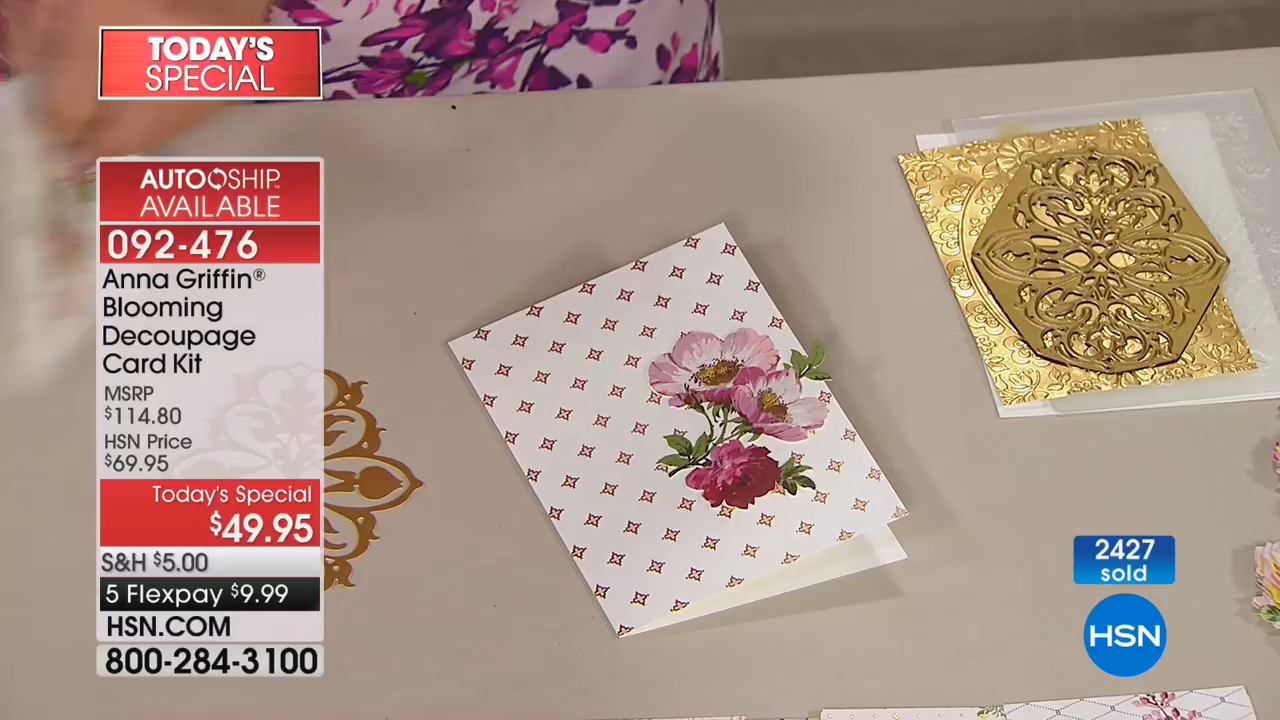 TODAY'S
SPECIAL
AUTOSHIP™
AVAILABLE
092-476
Anna Griffin®
Blooming
Decoupage
Card Kit
MSRP
$114.80
HSN Price
$69.95
Today's Special
$49.95
S&H $5.00
5 Flexpay $9.99
HSN.COM
800-284-3100
2427
sold
HSN